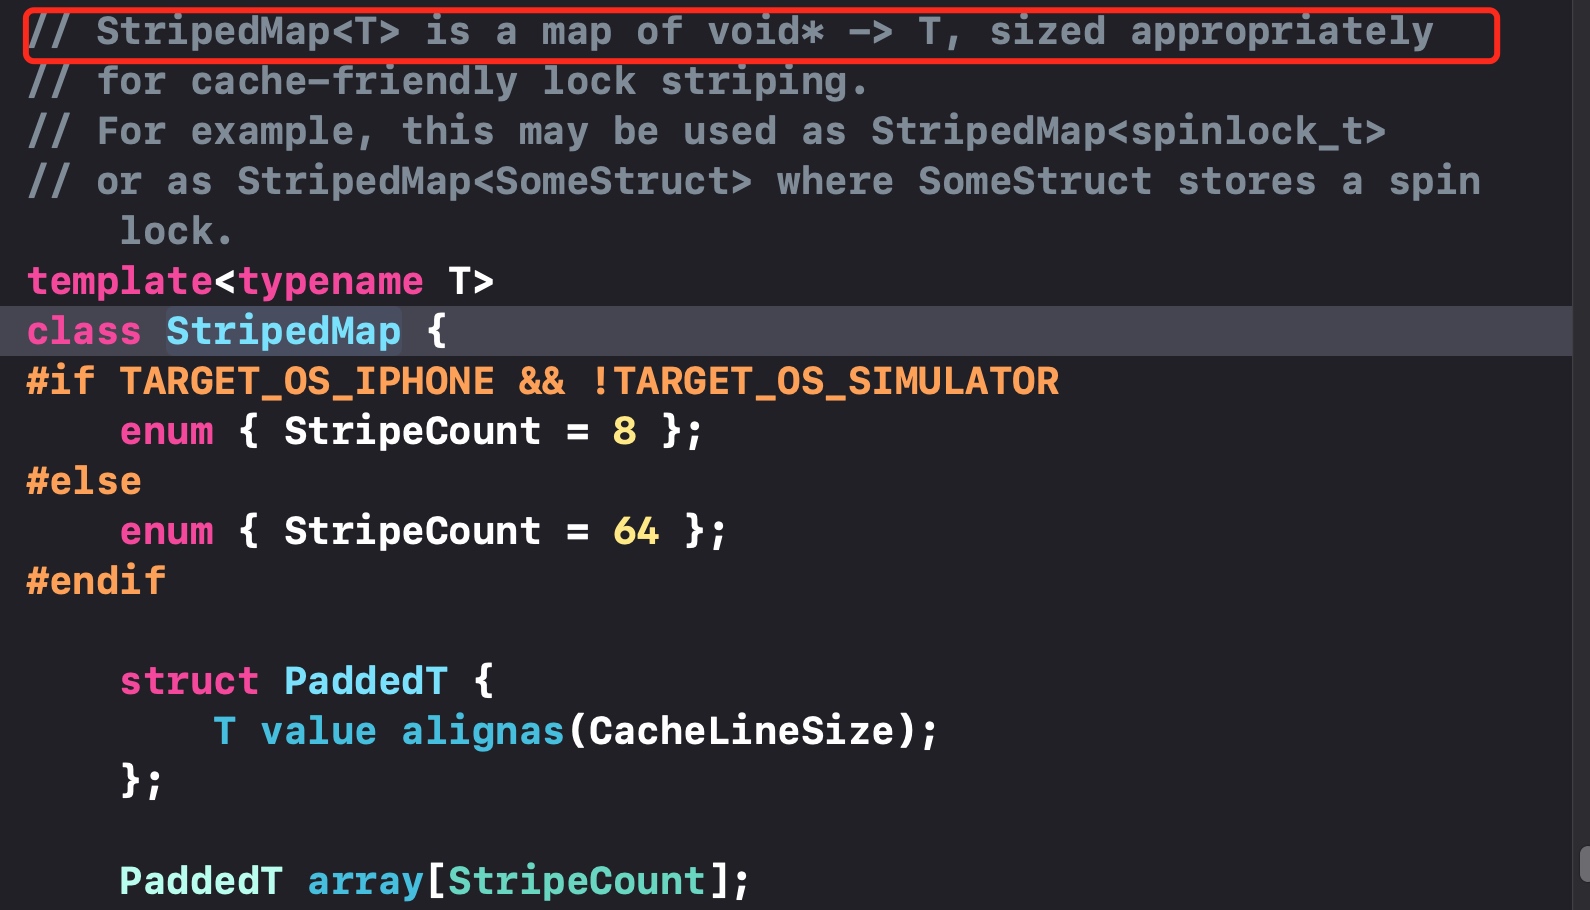 // StripedMap<T> is a map of void* -> T, sized appropriately
// for cache-friendly lock striping.
// For example, this may be used as StripedMap<spinlock_t>
// or as StripedMap<SomeStruct> where SomeStruct stores a spin
lock.
template<typename T>
class StripedMap {
#if TARGET_OS_IPHONE && !TARGET_OS_SIMULATOR
enum { StripeCount = 8 };
#else
enum { StripeCount = 64 };
#endif
struct PaddedT {
T value alignas(CacheLineSize);
};
PaddedT array[StripeCount];